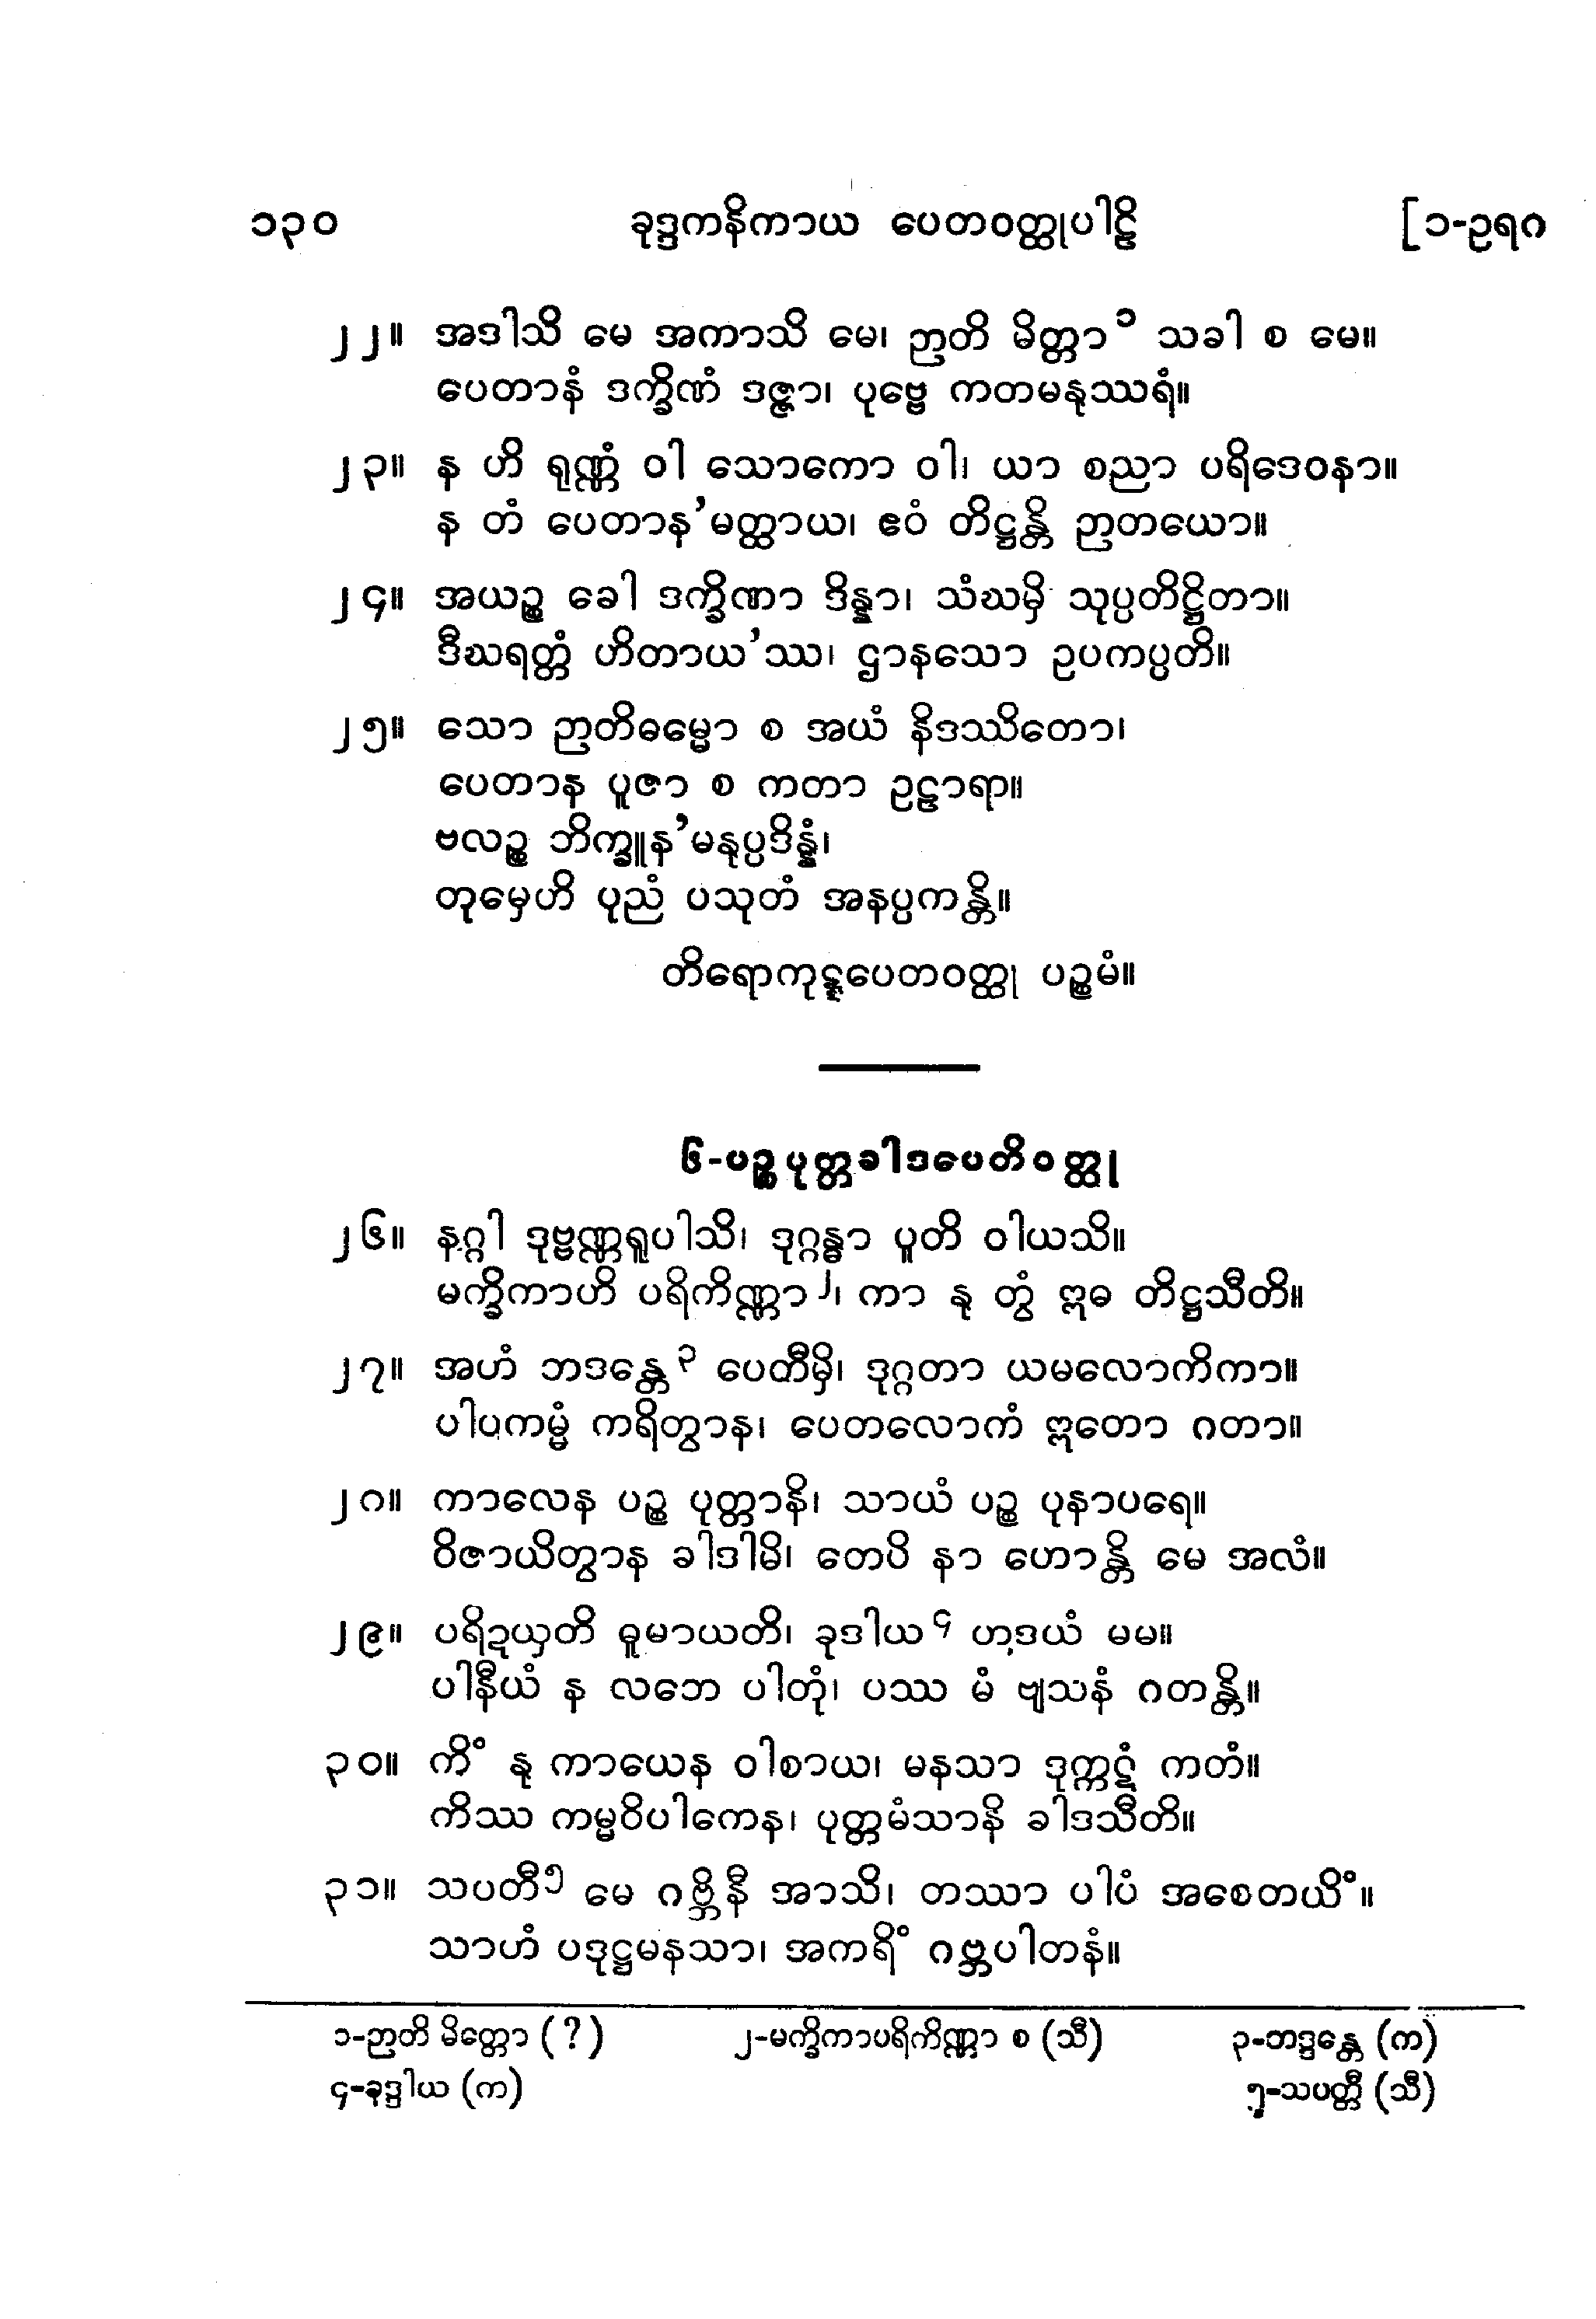 ၁၃၀ ခုဒ္ဒကနိကာယ ပေတဝတ္ထုပါဠိ [၁-ဥရဂ
၂၂။ အဒါသိ မေ အကာသိ မေ၊ ဉာတိ မိတ္တာ၁ သခါ စ မေ။
ပေတာနံ ဒက္ခိဏံ ဒဇ္ဇာ၊ ပုဗ္ဗေ ကတမနုဿရံ။
၂၃။ န ဟိ ရုဏ္ဏံ ဝါ သောကော ဝါ၊ ယာ စညာ ပရိဒေဝနာ။
န တံ ပေတာန’မတ္ထာယ၊ ဧဝံ တိဋ္ဌန္တိ ဉာတယော။
၂၄။ အယဉ္စ ခေါ ဒက္ခိဏာ ဒိန္နာ၊ သံဃမှိ သုပ္ပတိဋ္ဌိတာ။
ဒီဃရတ္တံ ဟိတာယ’ဿ၊ ဌာနသော ဥပကပ္ပတိ။
၂၅။ သော ဉာတိဓမ္မော စ အယံ နိဒဿိတော၊
ပေတာန ပူဇာ စ ကတာ ဥဠာရာ။
ဗလဉ္စ ဘိက္ခူန’မနုပ္ပဒိန္နံ၊
တုမှေဟိ ပုညံ ပသုတံ အနပ္ပကန္တိ။
တိရောကုဋ္ဋပေတဝတ္ထု ပဉ္စမံ။
၆-ပဉ္စပုတ္တခါဒပေတိဝတ္ထု
၂၆။ နဂ္ဂါ ဒုဗ္ဗဏ္ဏရူပါသိ၊ ဒုဂ္ဂန္ဓာ ပူတိ ဝါယသိ။
မက္ခိကာဟိ ပရိကိဏ္ဏာ၂၊ ကာ နု တွံ ဣဓ တိဋ္ဌသီတိ။
၂၇။ အဟံ ဘဒန္တေ၃ ပေတီမှိ၊ ဒုဂ္ဂတာ ယမလောကိကာ။
ပါပကမ္မံ ကရိတွာန၊ ပေတလောကံ ဣတော ဂတာ။
၂၈။ ကာလေန ပဉ္စ ပုတ္တာနိ၊ သာယံ ပဉ္စ ပုနာပရေ။
ဝိဇာယိတွာန ခါဒါမိ၊ တေပိ နာ ဟောန္တိ မေ အလံ။
၂၉။ ပရိဍယှတိ ဓူမာယတိ၊ ခုဒါယ၄ ဟဒယံ မမ။
ပါနီယံ န လဘေ ပါတုံ၊ ပဿ မံ ဗျသနံ ဂတန္တိ။
၃၀။ ကိံ နု ကာယေန ဝါစာယ၊ မနသာ ဒုက္ကဋံ ကတံ။
ကိဿ ကမ္မဝိပါကေန၊ ပုတ္တမံသာနိ ခါဒသီတိ။
၃၁။ သပတီ၅ မေ ဂဗ္ဘိနီ အာသိ၊ တဿာ ပါပံ အစေတယိံ။
သာဟံ ပဒုဋ္ဌမနသာ၊ အကရိံ ဂဗ္ဘပါတနံ။
၁-ဉာတိ မိတ္တော (?) ၂-မက္ခိကာပရိကိဏ္ဏာ စ (သီ) ၃-ဘဒ္ဒန္တေ (က)
၄-ခုဒ္ဒါယ (က) ၅-သပတ္တီ (သီ)